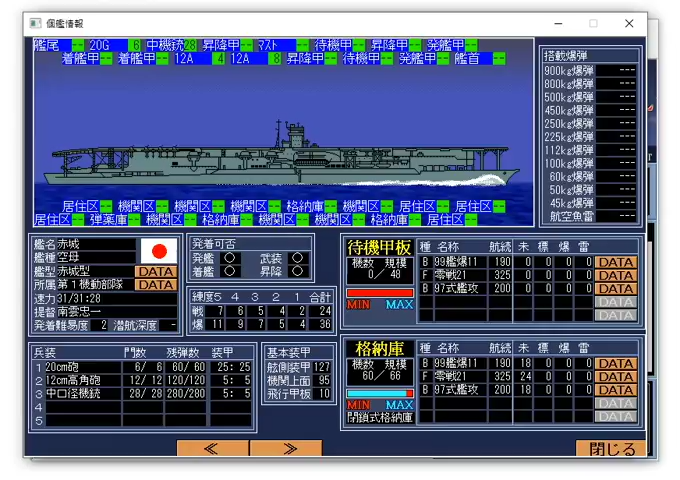 個艦情報
艦尾 -- 20G 6 中機銃28 昇降甲-- ﾏｽﾄ -- 待機甲-- 昇降甲-- 発艦甲--
着艦甲-- 着艦甲-- 12A 4 12A 8 昇降甲-- 待機甲-- 発艦甲-- 艦首 --
居住区-- 機関区-- 機関区-- 格納庫-- 機関区-- 居住区--
居住区-- 弾薬庫-- 機関区-- 格納庫-- 機関区-- 格納庫-- 居住区--
搭載爆弾
900kg爆弾 ---
800kg爆弾 ---
500kg爆弾 ---
450kg爆弾 ---
250kg爆弾 ---
225kg爆弾 ---
112kg爆弾 ---
100kg爆弾 ---
60kg爆弾 ---
50kg爆弾 ---
45kg爆弾 ---
航空魚雷 ---
艦名 赤城
艦種 空母
艦型 赤城型 DATA
所属 第1機動部隊 DATA
速力 31/31:28
提督 南雲忠一
発着難易度 2 潜航深度 -
発着可否
発艦 ○ 武装 ○
着艦 ○ 昇降 ○
練度5 4 3 2 1 合計
戦 7 6 5 4 2 24
爆 11 9 7 5 4 36
兵装 門数 残弾数 装甲
1 20cm砲 6/ 6 60/ 60 25: 25
2 12cm高角砲 12/ 12 120/120 5: 5
3 中口径機銃 28/ 28 280/280 5: 5
4
5
基本装甲
舷側装甲 127
機関上面 95
飛行甲板 10
待機甲板
機数 規模
0/ 48
MIN MAX
種 名称 航続 未 標 爆 雷
B 99艦爆11 190 0 0 0 0 DATA
F 零戦21 325 0 0 0 0 DATA
B 97式艦攻 200 0 0 0 0 DATA
DATA
DATA
格納庫
機数 規模
60/ 66
MIN MAX
閉鎖式格納庫
種 名称 航続 未 標 爆 雷
B 99艦爆11 190 18 0 0 0 DATA
F 零戦21 325 24 0 0 0 DATA
B 97式艦攻 200 18 0 0 0 DATA
DATA
DATA
≪ ≫ 閉じる